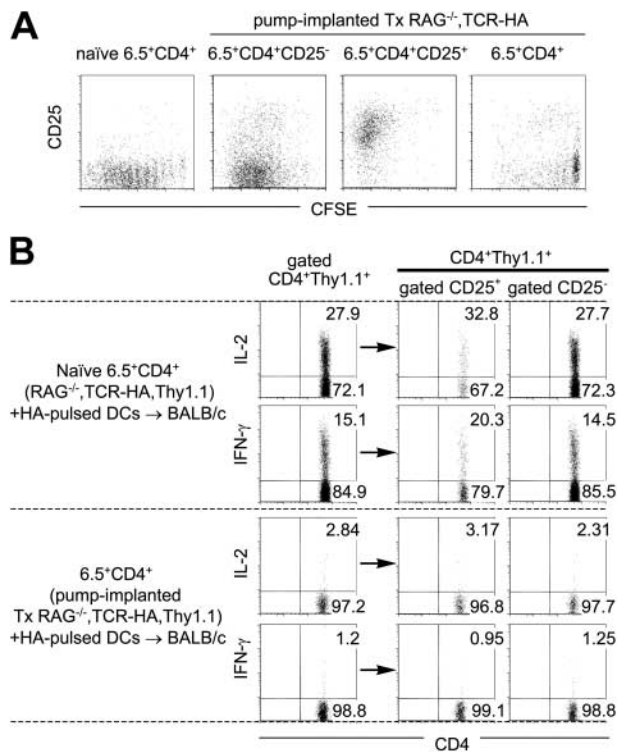 A
pump-implanted Tx RAG⁻/⁻,TCR-HA
naïve 6.5⁺CD4⁺ 6.5⁺CD4⁺CD25⁻ 6.5⁺CD4⁺CD25⁺ 6.5⁺CD4⁺
CD25
CFSE
B
gated
CD4⁺Thy1.1⁺
CD4⁺Thy1.1⁺
gated CD25⁺ gated CD25⁻
Naïve 6.5⁺CD4⁺
(RAG⁻/⁻,TCR-HA,Thy1.1)
+HA-pulsed DCs → BALB/c
IL-2
27.9 32.8 27.7
72.1 67.2 72.3
IFN-γ
15.1 20.3 14.5
84.9 79.7 85.5
6.5⁺CD4⁺
(pump-implanted
Tx RAG⁻/⁻,TCR-HA,Thy1.1)
+HA-pulsed DCs → BALB/c
IL-2
2.84 3.17 2.31
97.2 96.8 97.7
IFN-γ
1.2 0.95 1.25
98.8 99.1 98.8
CD4